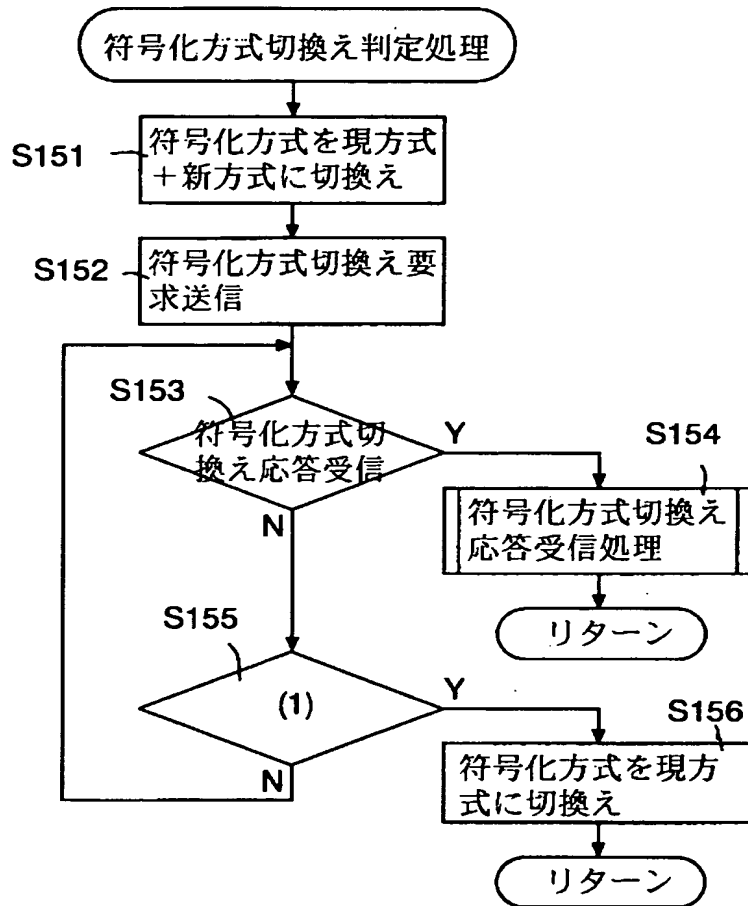 符号化方式切換え判定処理
S151
符号化方式を現方式
+新方式に切換え
S152
符号化方式切換え要
求送信
S153
符号化方式切
換え応答受信
Y
N
S154
符号化方式切換え
応答受信処理
リターン
S155
(1)
Y
N
S156
符号化方式を現方
式に切換え
リターン